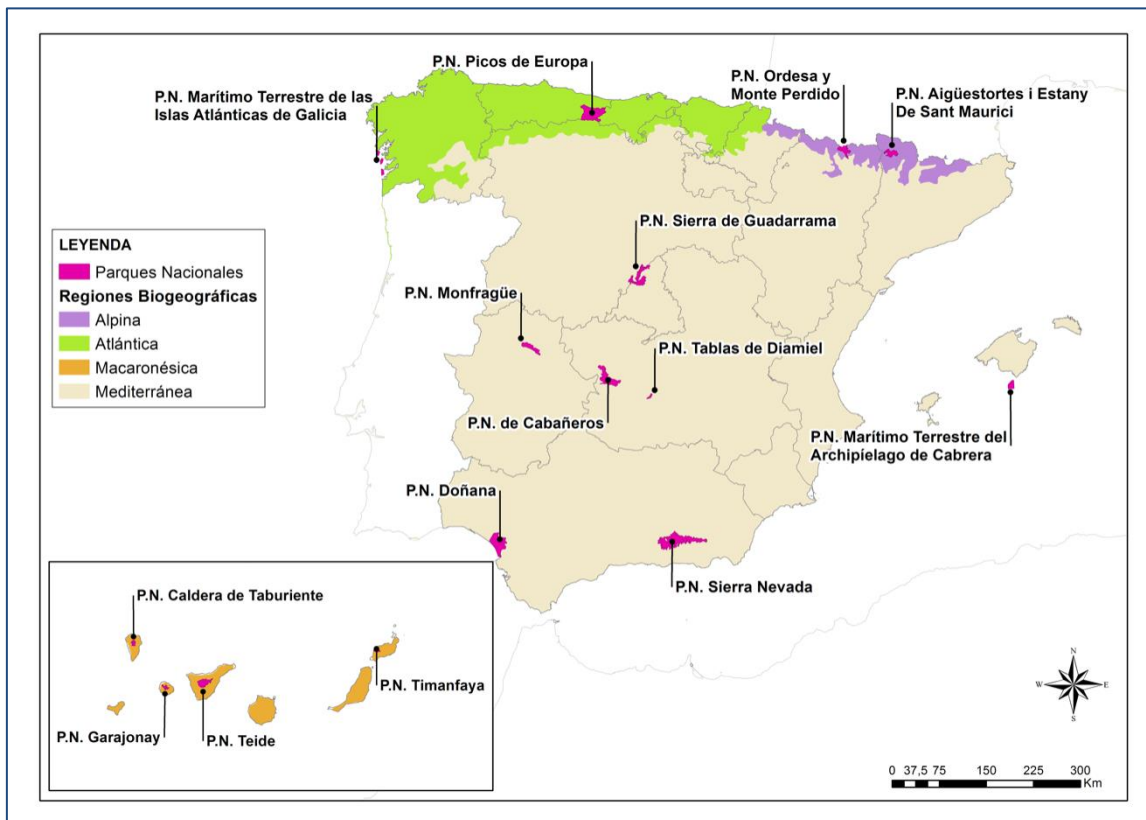 P.N. Picos de Europa
P.N. Marítimo Terrestre de las
Islas Atlánticas de Galicia
P.N. Ordesa y
Monte Perdido
P.N. Aigüestortes i Estany
De Sant Maurici
P.N. Sierra de Guadarrama
LEYENDA
Parques Nacionales
Regiones Biogeográficas
Alpina
Atlántica
Macaronésica
Mediterránea
P.N. Monfragüe
P.N. Tablas de Diamiel
P.N. de Cabañeros
P.N. Marítimo Terrestre del
Archipíelago de Cabrera
P.N. Doñana
P.N. Sierra Nevada
P.N. Caldera de Taburiente
P.N. Timanfaya
P.N. Garajonay
P.N. Teide
N
W E
S
0 37,5 75 150 225 300
Km